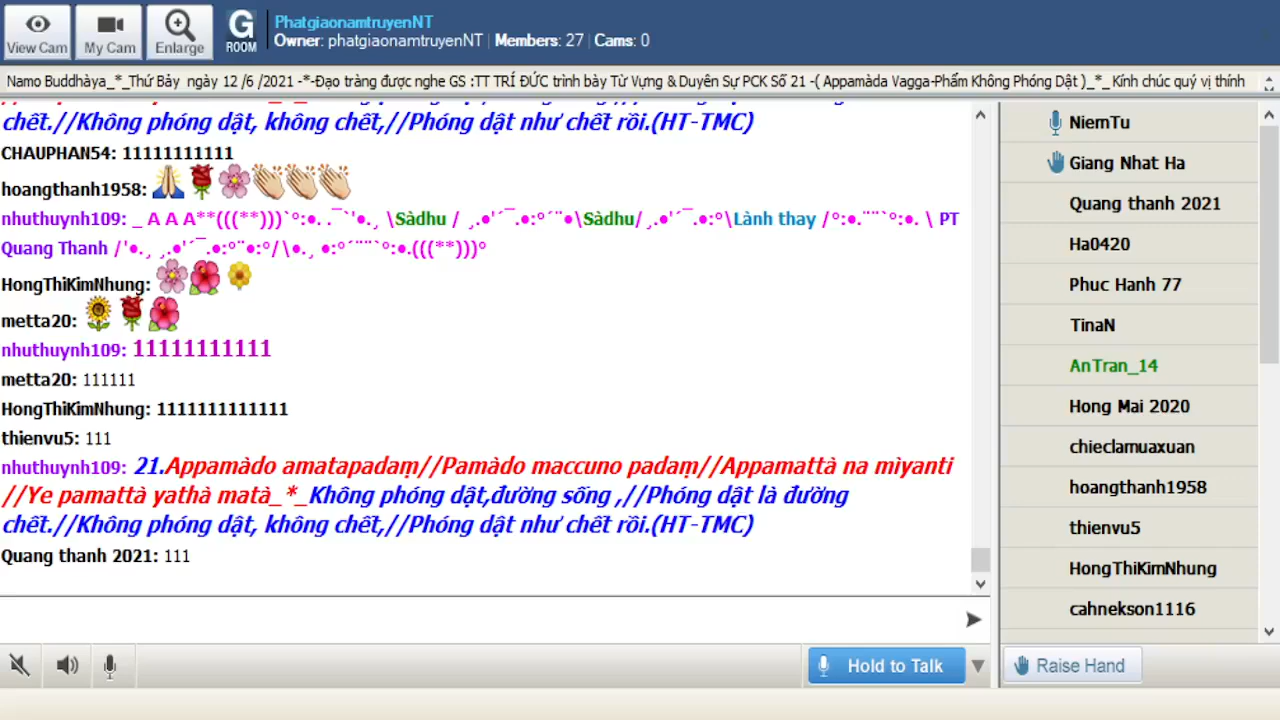 View Cam
My Cam
Enlarge
G
ROOM
PhatgiaonamtruyenNT
Owner: phatgiaonamtruyenNT | Members: 27 | Cams: 0
Namo Buddhàya_*_Thứ Bảy ngày 12 /6 /2021 -*-Đạo tràng được nghe GS :TT TRÍ ĐỨC trình bày Từ Vựng & Duyên Sự PCK Số 21 -( Appamàda Vagga-Phẩm Không Phóng Dật )_*_Kính chúc quý vị thính
chết.//Không phóng dật, không chết,//Phóng dật như chết rồi.(HT-TMC)
CHAUPHAN54: 11111111111
hoangthanh1958:
nhuthuynh109: _ A A A**(((**)))`°:•. .¯`'•.¸ \Sàdhu / ¸.•'´¯.•:°´¨•\Sàdhu/¸.•'´¯.•:°\Lành thay /°:•.¨¨`°:•. \ PT
Quang Thanh /'•.¸ ¸.•'´¯.•:°¨•:°/\•.¸ •:°´¨¨`°:•.(((**)))°
HongThiKimNhung:
metta20:
nhuthuynh109: 11111111111
metta20: 111111
HongThiKimNhung: 1111111111111
thienvu5: 111
nhuthuynh109: 21.Appamàdo amatapadaṃ//Pamàdo maccuno padaṃ//Appamattà na mìyanti
//Ye pamattà yathà matà_*_Không phóng dật,đường sống ,//Phóng dật là đường
chết.//Không phóng dật, không chết,//Phóng dật như chết rồi.(HT-TMC)
Quang thanh 2021: 111
Hold to Talk
NiemTu
Giang Nhat Ha
Quang thanh 2021
Ha0420
Phuc Hanh 77
TinaN
AnTran_14
Hong Mai 2020
chieclamuaxuan
hoangthanh1958
thienvu5
HongThiKimNhung
cahnekson1116
Raise Hand